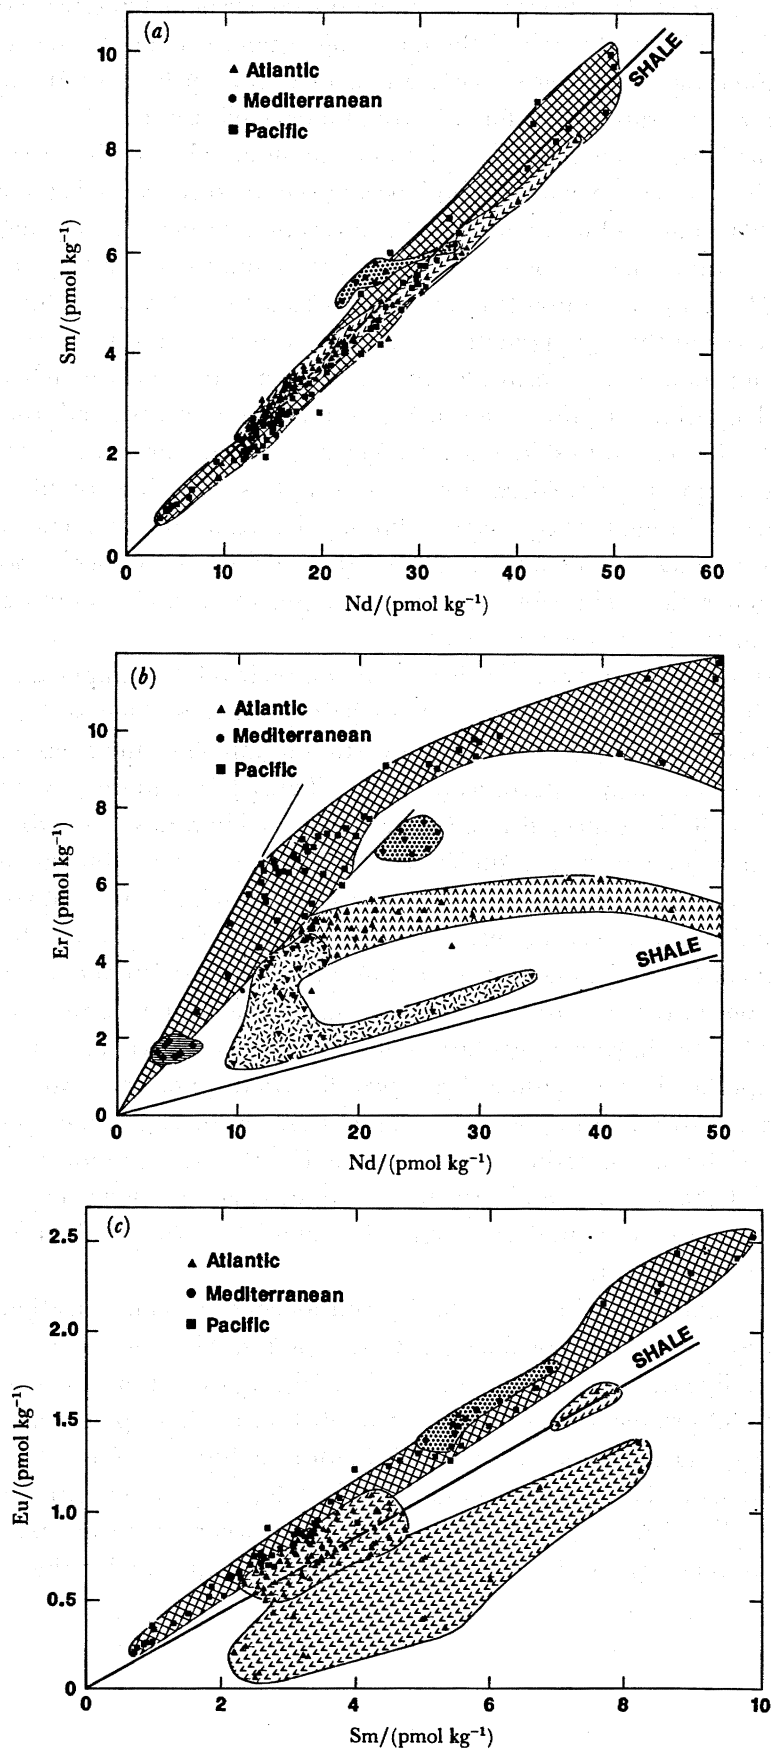 (a)
Atlantic
Mediterranean
Pacific
SHALE
10
8
6
4
2
0
Sm/(pmol kg⁻¹)
0 10 20 30 40 50 60
Nd/(pmol kg⁻¹)
(b)
Atlantic
Mediterranean
Pacific
SHALE
10
8
6
4
2
0
Er/(pmol kg⁻¹)
0 10 20 30 40 50
Nd/(pmol kg⁻¹)
(c)
Atlantic
Mediterranean
Pacific
SHALE
2.5
2.0
1.5
1.0
0.5
0
Eu/(pmol kg⁻¹)
0 2 4 6 8 10
Sm/(pmol kg⁻¹)